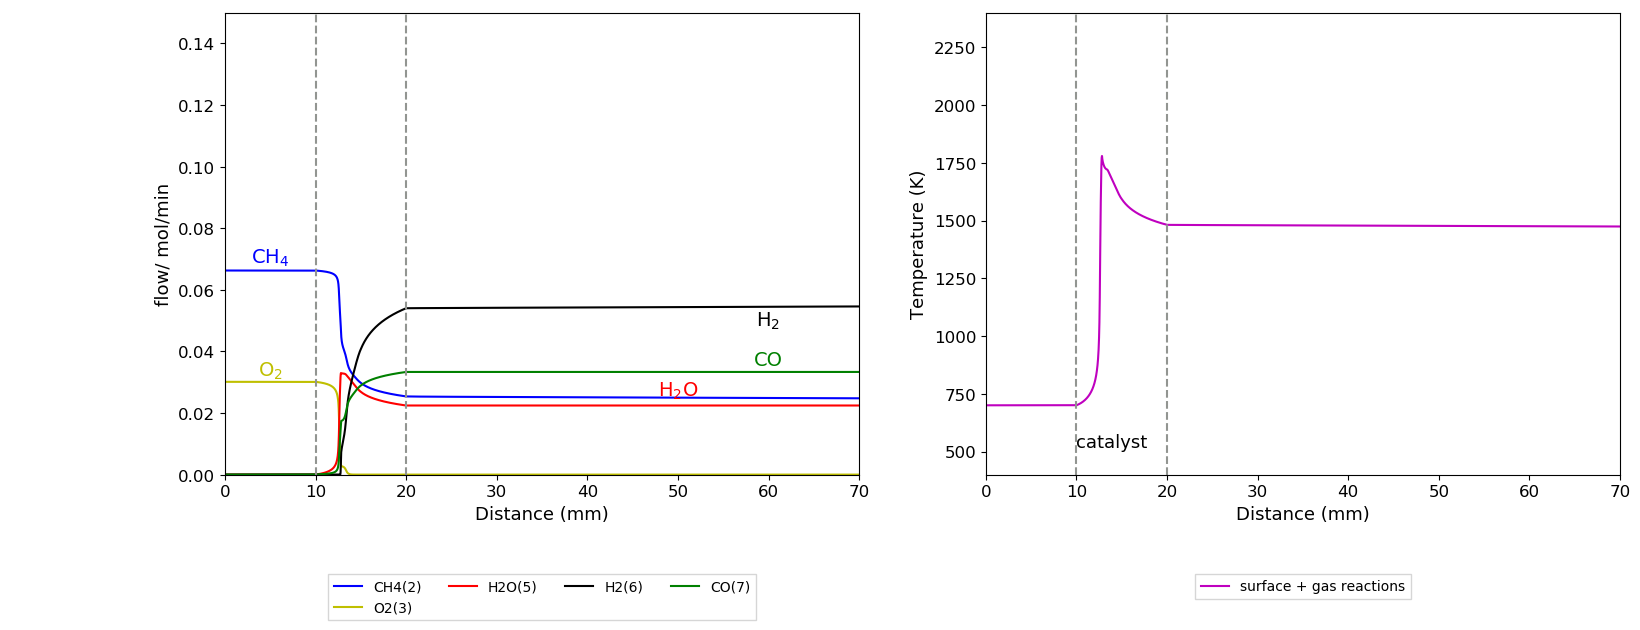 flow/ mol/min
0.14
0.12
0.10
0.08
0.06
0.04
0.02
0.00
CH₄
O₂
H₂
CO
H₂O
0 10 20 30 40 50 60 70
Distance (mm)
CH4(2) H2O(5) H2(6) CO(7)
O2(3)
Temperature (K)
2250
2000
1750
1500
1250
1000
750
500
catalyst
0 10 20 30 40 50 60 70
Distance (mm)
surface + gas reactions